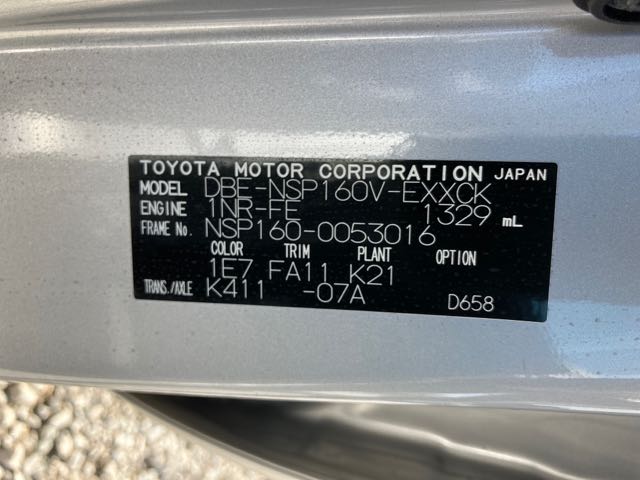 TOYOTA MOTOR CORPORATION JAPAN
MODEL DBE-NSP160V-EXXCK
ENGINE 1NR-FE 1329 mL
FRAME No. NSP160-0053016
COLOR TRIM PLANT OPTION
1E7 FA11 K21
TRANS./AXLE K411 -07A
D658